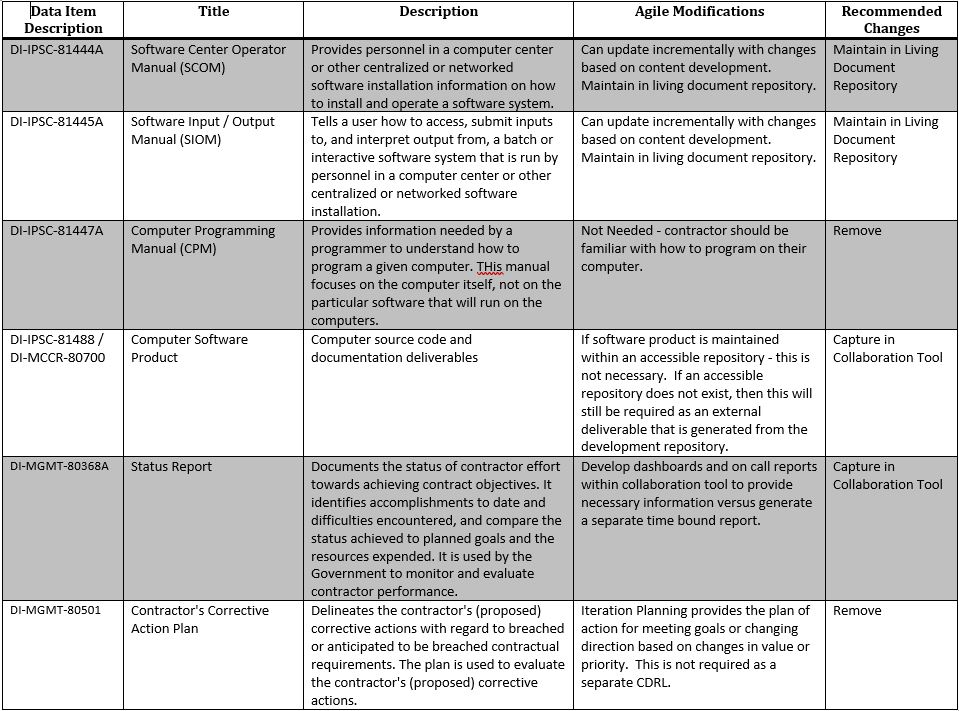 Data Item
Description
Title
Description
Agile Modifications
Recommended
Changes
DI-IPSC-81444A
Software Center Operator
Manual (SCOM)
Provides personnel in a computer center
or other centralized or networked
software installation information on how
to install and operate a software system.
Can update incrementally with changes
based on content development.
Maintain in living document repository.
Maintain in Living
Document
Repository
DI-IPSC-81445A
Software Input / Output
Manual (SIOM)
Tells a user how to access, submit inputs
to, and interpret output from, a batch or
interactive software system that is run by
personnel in a computer center or other
centralized or networked software
installation.
Can update incrementally with changes
based on content development.
Maintain in living document repository.
Maintain in Living
Document
Repository
DI-IPSC-81447A
Computer Programming
Manual (CPM)
Provides information needed by a
programmer to understand how to
program a given computer. THis manual
focuses on the computer itself, not on the
particular software that will run on the
computers.
Not Needed - contractor should be
familiar with how to program on their
computer.
Remove
DI-IPSC-81488 /
DI-MCCR-80700
Computer Software
Product
Computer source code and
documentation deliverables
If software product is maintained
within an accessible repository - this is
not necessary.  If an accessible
repository does not exist, then this will
still be required as an external
deliverable that is generated from the
development repository.
Capture in
Collaboration Tool
DI-MGMT-80368A
Status Report
Documents the status of contractor effort
towards achieving contract objectives. It
identifies accomplishments to date and
difficulties encountered, and compare the
status achieved to planned goals and the
resources expended. It is used by the
Government to monitor and evaluate
contractor performance.
Develop dashboards and on call reports
within collaboration tool to provide
necessary information versus generate
a separate time bound report.
Capture in
Collaboration Tool
DI-MGMT-80501
Contractor's Corrective
Action Plan
Delineates the contractor's (proposed)
corrective actions with regard to breached
or anticipated to be breached contractual
requirements. The plan is used to evaluate
the contractor's (proposed) corrective
actions.
Iteration Planning provides the plan of
action for meeting goals or changing
direction based on changes in value or
priority.  This is not required as a
separate CDRL.
Remove